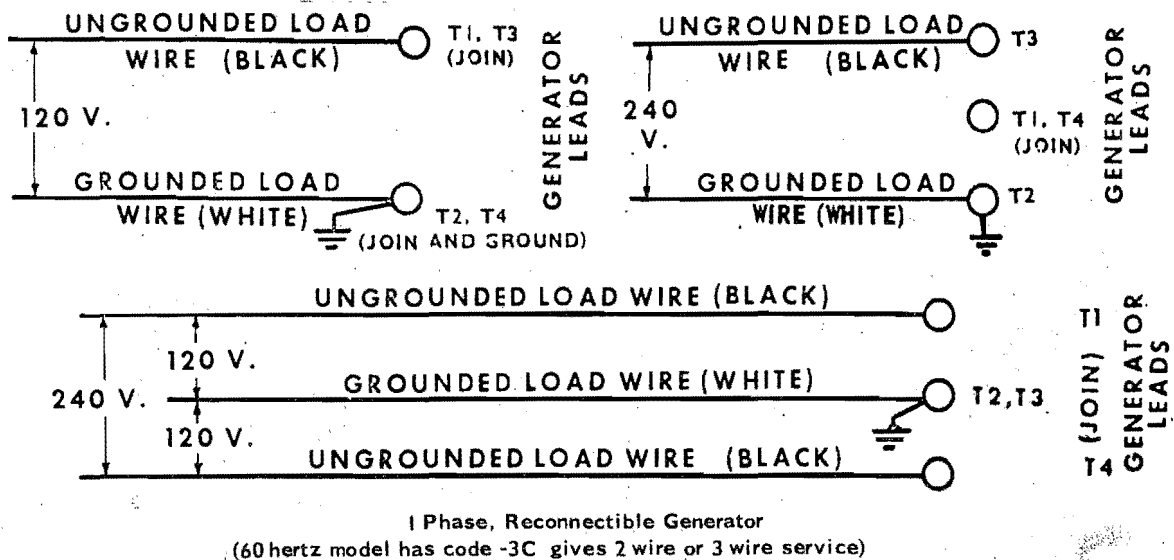 UNGROUNDED LOAD
WIRE (BLACK)
T1, T3
(JOIN)
120 V.
GROUNDED LOAD
WIRE (WHITE)
T2, T4
(JOIN AND GROUND)
GENERATOR
LEADS
UNGROUNDED LOAD
WIRE (BLACK)
T3
240
V.
T1, T4
(JOIN)
GROUNDED LOAD
WIRE (WHITE)
T2
GENERATOR
LEADS
UNGROUNDED LOAD WIRE (BLACK)
T1
120 V.
240 V.
GROUNDED LOAD WIRE (WHITE)
T2,T3
(JOIN)
120 V.
UNGROUNDED LOAD WIRE (BLACK)
T4
GENERATOR
LEADS
1 Phase, Reconnectible Generator
(60 hertz model has code -3C gives 2 wire or 3 wire service)